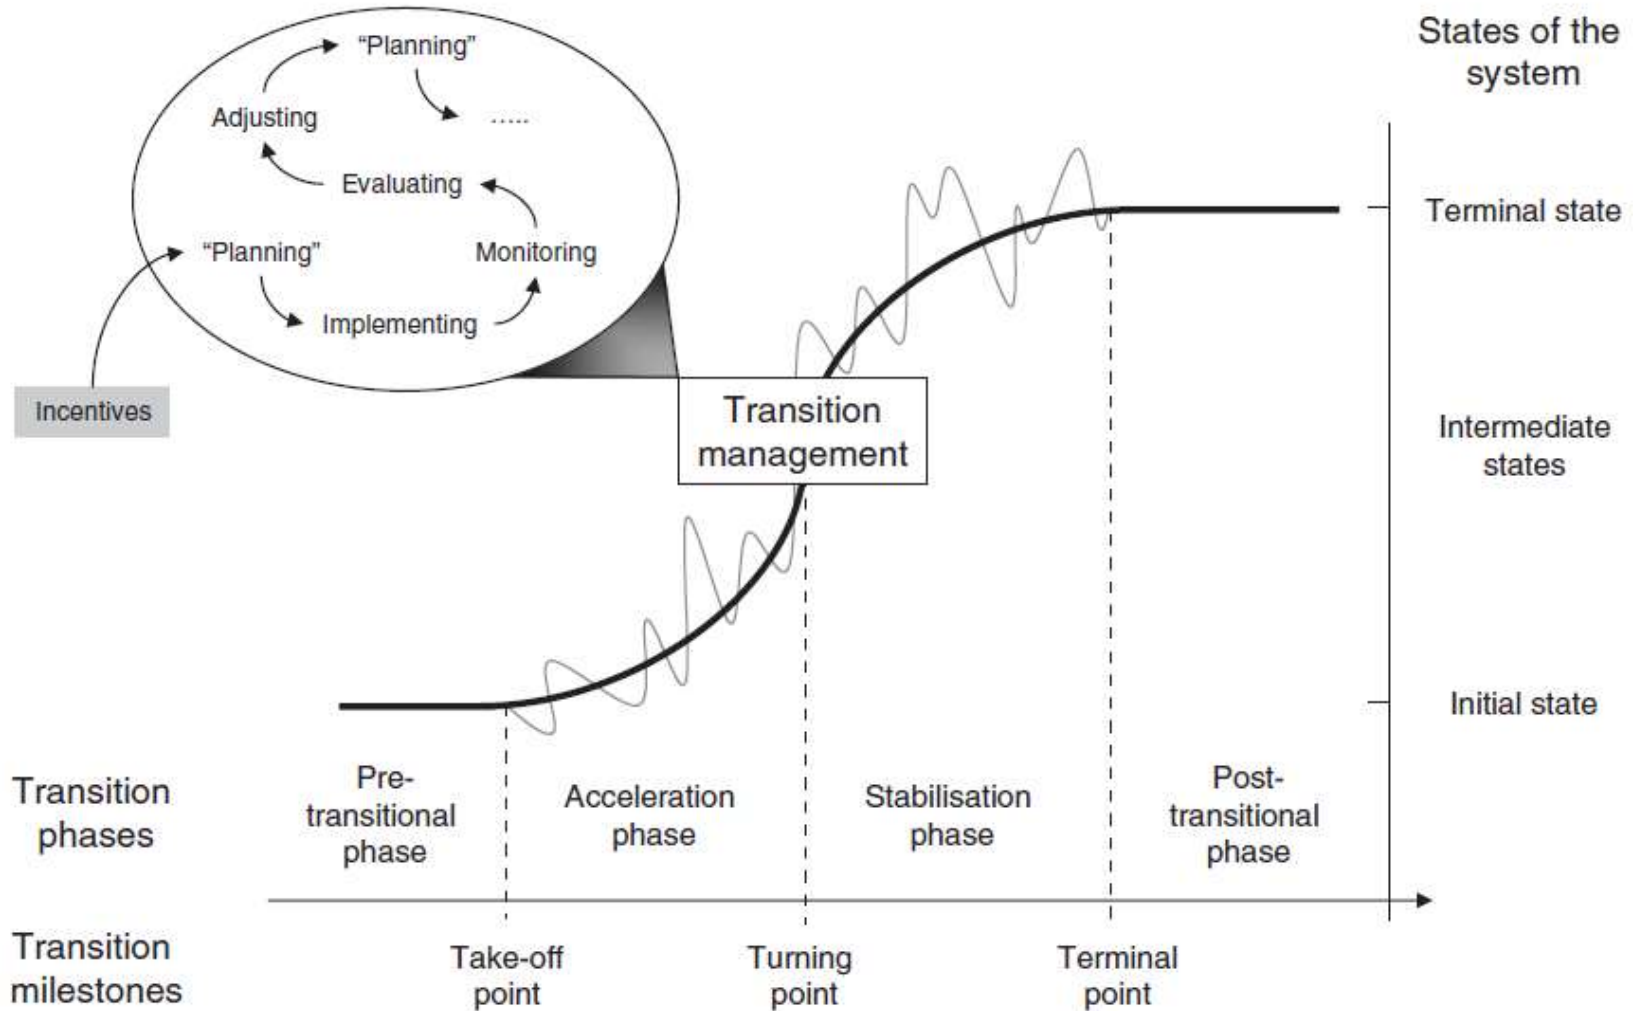 States of the
system
“Planning”
Adjusting
.....
Evaluating
“Planning”
Monitoring
Implementing
Incentives
Transition
management
Terminal state
Intermediate
states
Initial state
Transition
phases
Pre-
transitional
phase
Acceleration
phase
Stabilisation
phase
Post-
transitional
phase
Transition
milestones
Take-off
point
Turning
point
Terminal
point